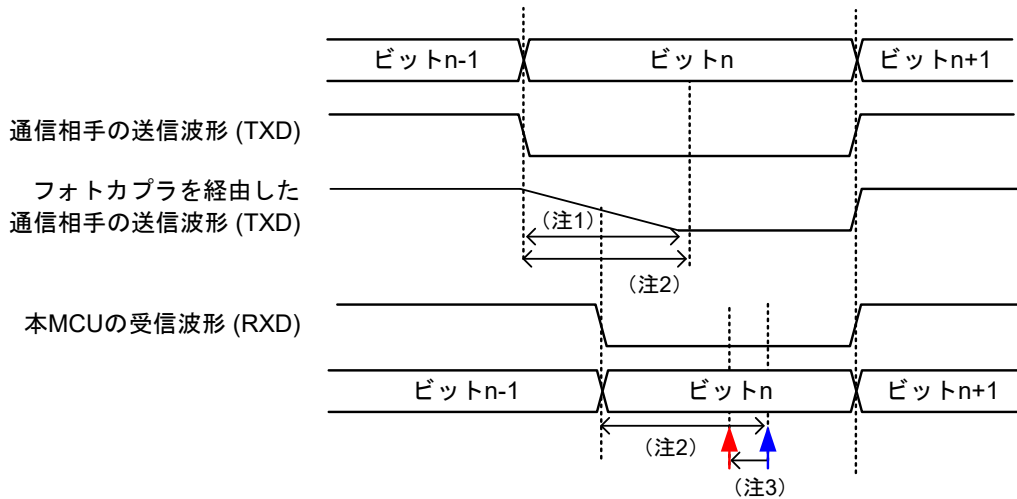 ビットn-1 ビットn ビットn+1
通信相手の送信波形 (TXD)
フォトカプラを経由した
通信相手の送信波形 (TXD)
（注1）
（注2）
本MCUの受信波形 (RXD)
ビットn-1 ビットn ビットn+1
（注2）
（注3）